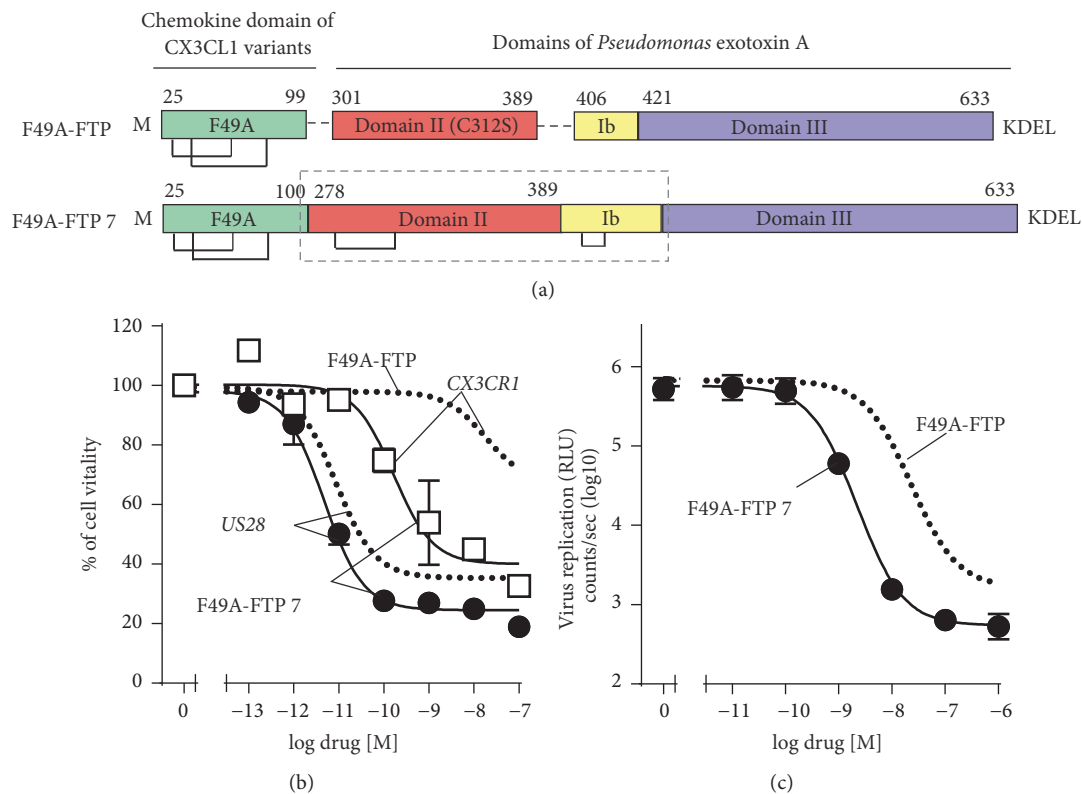 Chemokine domain of
CX3CL1 variants
Domains of Pseudomonas exotoxin A
25 99 301 389 406 421 633
F49A-FTP M F49A Domain II (C312S) Ib Domain III KDEL
25 100 278 389 633
F49A-FTP 7 M F49A Domain II Ib Domain III KDEL
(a)
% of cell vitality
120
100
80
60
40
20
0
F49A-FTP
CX3CR1
US28
F49A-FTP 7
0 −13 −12 −11 −10 −9 −8 −7
log drug [M]
(b)
Virus replication (RLU)
counts/sec (log10)
6
5
4
3
2
F49A-FTP
F49A-FTP 7
0 −11 −10 −9 −8 −7 −6
log drug [M]
(c)